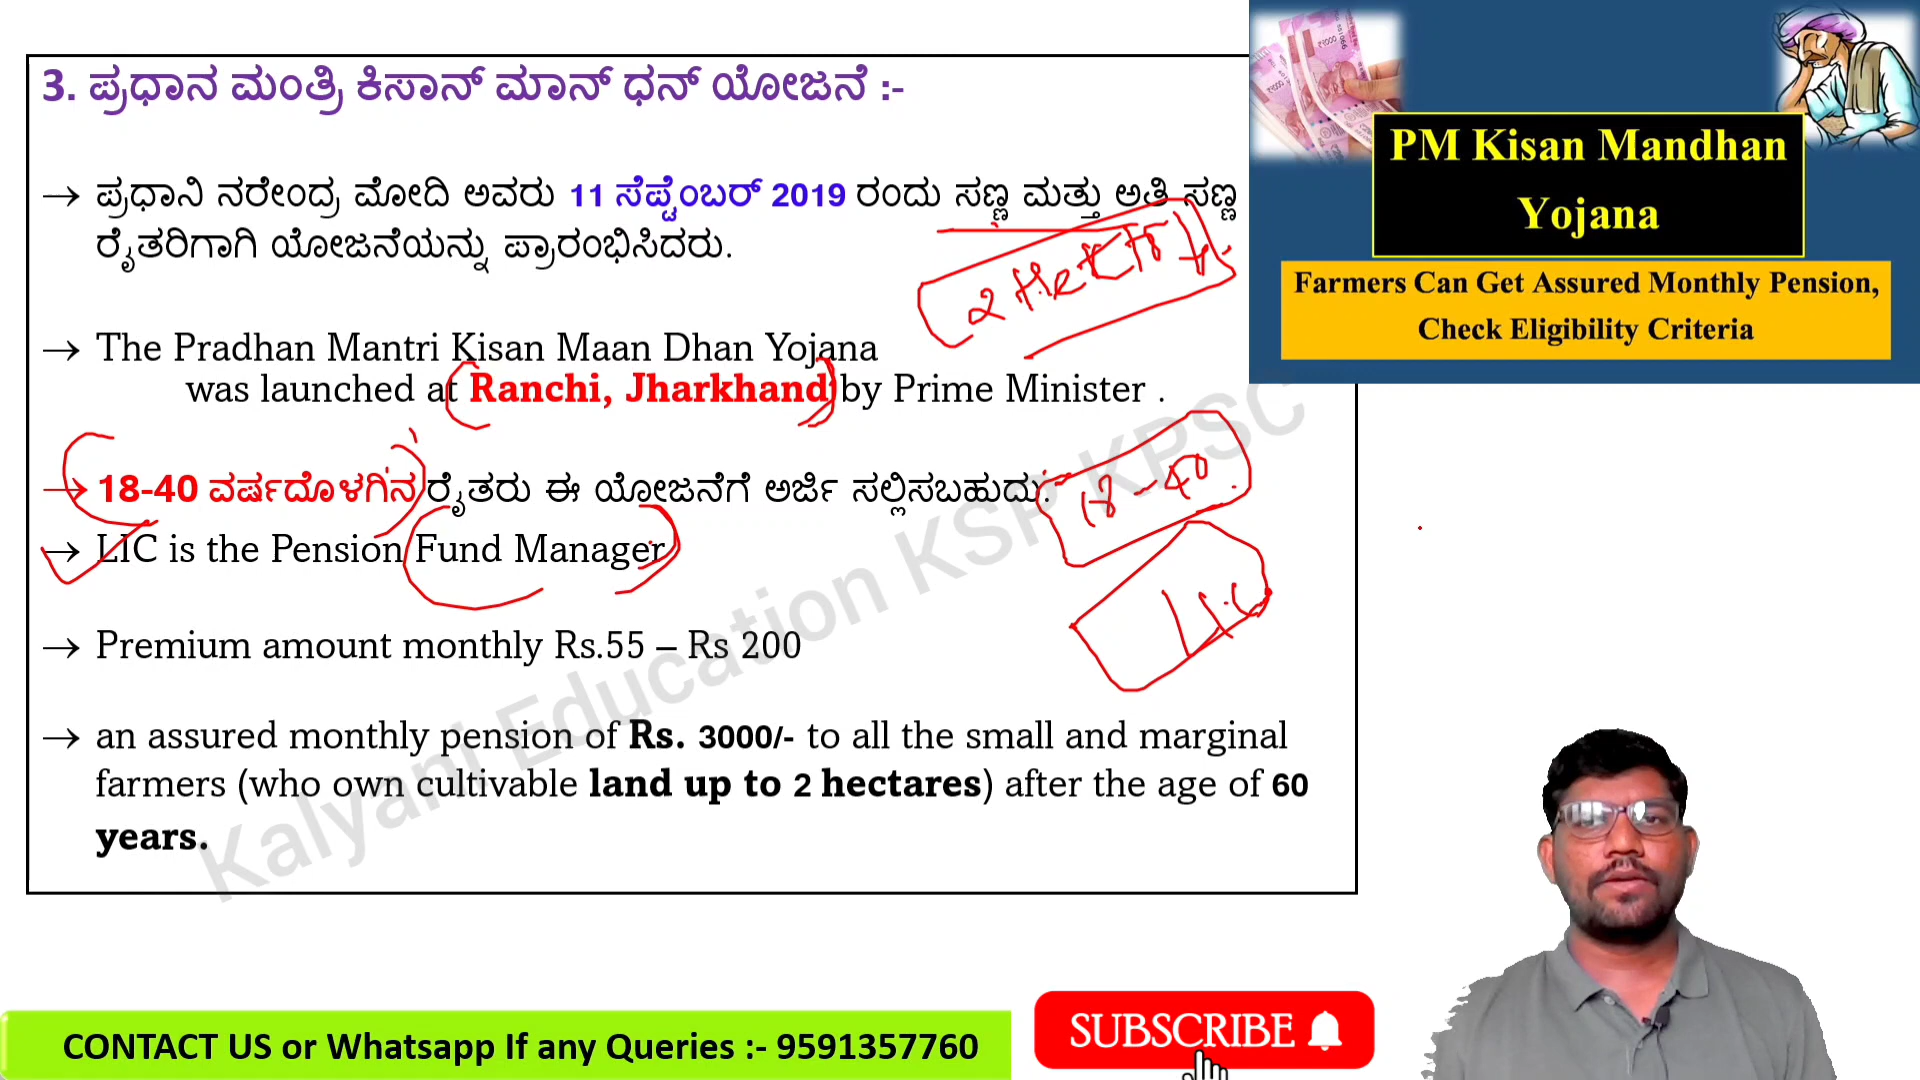 3. ಪ್ರಧಾನ ಮಂತ್ರಿ ಕಿಸಾನ್ ಮಾನ್ ಧನ್ ಯೋಜನೆ :-
→ ಪ್ರಧಾನಿ ನರೇಂದ್ರ ಮೋದಿ ಅವರು 11 ಸೆಪ್ಟೆಂಬರ್ 2019 ರಂದು ಸಣ್ಣ ಮತ್ತು ಅತಿ ಸಣ್ಣ
ರೈತರಿಗಾಗಿ ಯೋಜನೆಯನ್ನು ಪ್ರಾರಂಭಿಸಿದರು.
2 Hectors
→ The Pradhan Mantri Kisan Maan Dhan Yojana
was launched at Ranchi, Jharkhand by Prime Minister .
→ 18-40 ವರ್ಷದೊಳಗಿನ ರೈತರು ಈ ಯೋಜನೆಗೆ ಅರ್ಜಿ ಸಲ್ಲಿಸಬಹುದು.
18-40
→ LIC is the Pension Fund Manager
LIC
→ Premium amount monthly Rs.55 – Rs 200
→ an assured monthly pension of Rs. 3000/- to all the small and marginal
farmers (who own cultivable land up to 2 hectares) after the age of 60
years.
Kalyani Education KSP KPSC
PM Kisan Mandhan
Yojana
Farmers Can Get Assured Monthly Pension,
Check Eligibility Criteria
CONTACT US or Whatsapp If any Queries :- 9591357760
SUBSCRIBE